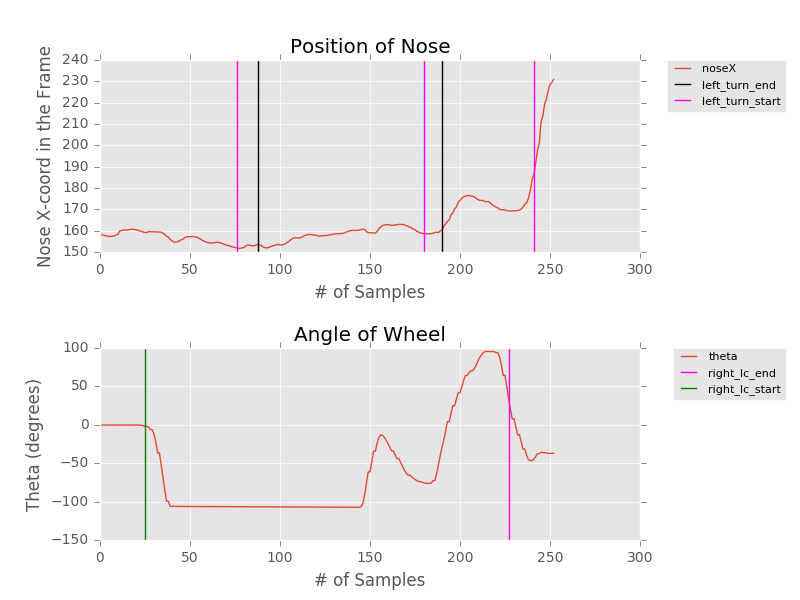 Position of Nose
240
230
220
210
200
190
180
170
160
150
Nose X-coord in the Frame
0 50 100 150 200 250 300
# of Samples
noseX
left_turn_end
left_turn_start
Angle of Wheel
100
50
0
−50
−100
−150
Theta (degrees)
0 50 100 150 200 250 300
# of Samples
theta
right_lc_end
right_lc_start